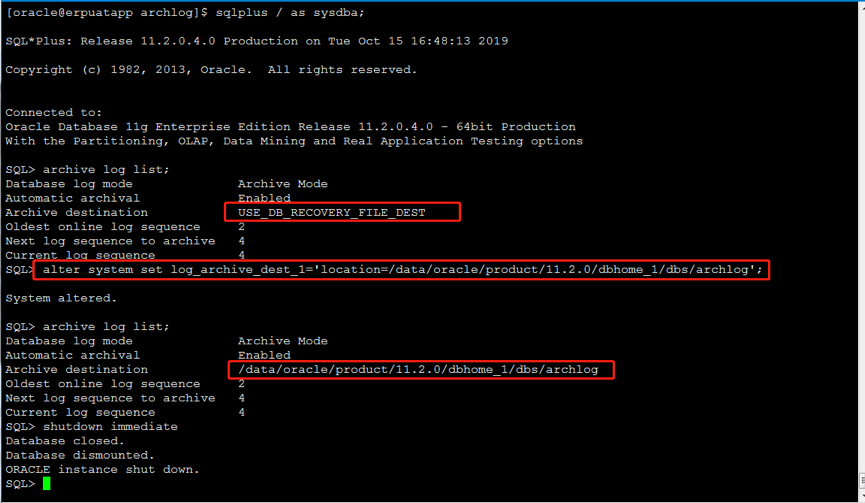 [oracle@erpuatapp archlog]$ sqlplus / as sysdba;
SQL*Plus: Release 11.2.0.4.0 Production on Tue Oct 15 16:48:13 2019
Copyright (c) 1982, 2013, Oracle.  All rights reserved.
Connected to:
Oracle Database 11g Enterprise Edition Release 11.2.0.4.0 - 64bit Production
With the Partitioning, OLAP, Data Mining and Real Application Testing options
SQL> archive log list;
Database log mode              Archive Mode
Automatic archival             Enabled
Archive destination            USE_DB_RECOVERY_FILE_DEST
Oldest online log sequence     2
Next log sequence to archive   4
Current log sequence           4
SQL> alter system set log_archive_dest_1='location=/data/oracle/product/11.2.0/dbhome_1/dbs/archlog';
System altered.
SQL> archive log list;
Database log mode              Archive Mode
Automatic archival             Enabled
Archive destination            /data/oracle/product/11.2.0/dbhome_1/dbs/archlog
Oldest online log sequence     2
Next log sequence to archive   4
Current log sequence           4
SQL> shutdown immediate
Database closed.
Database dismounted.
ORACLE instance shut down.
SQL>